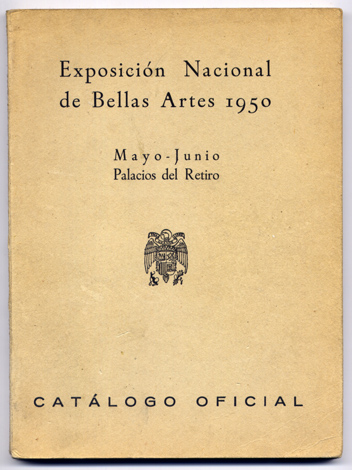 Exposición Nacional
de Bellas Artes 1950
Mayo-Junio
Palacios del Retiro
CATÁLOGO OFICIAL